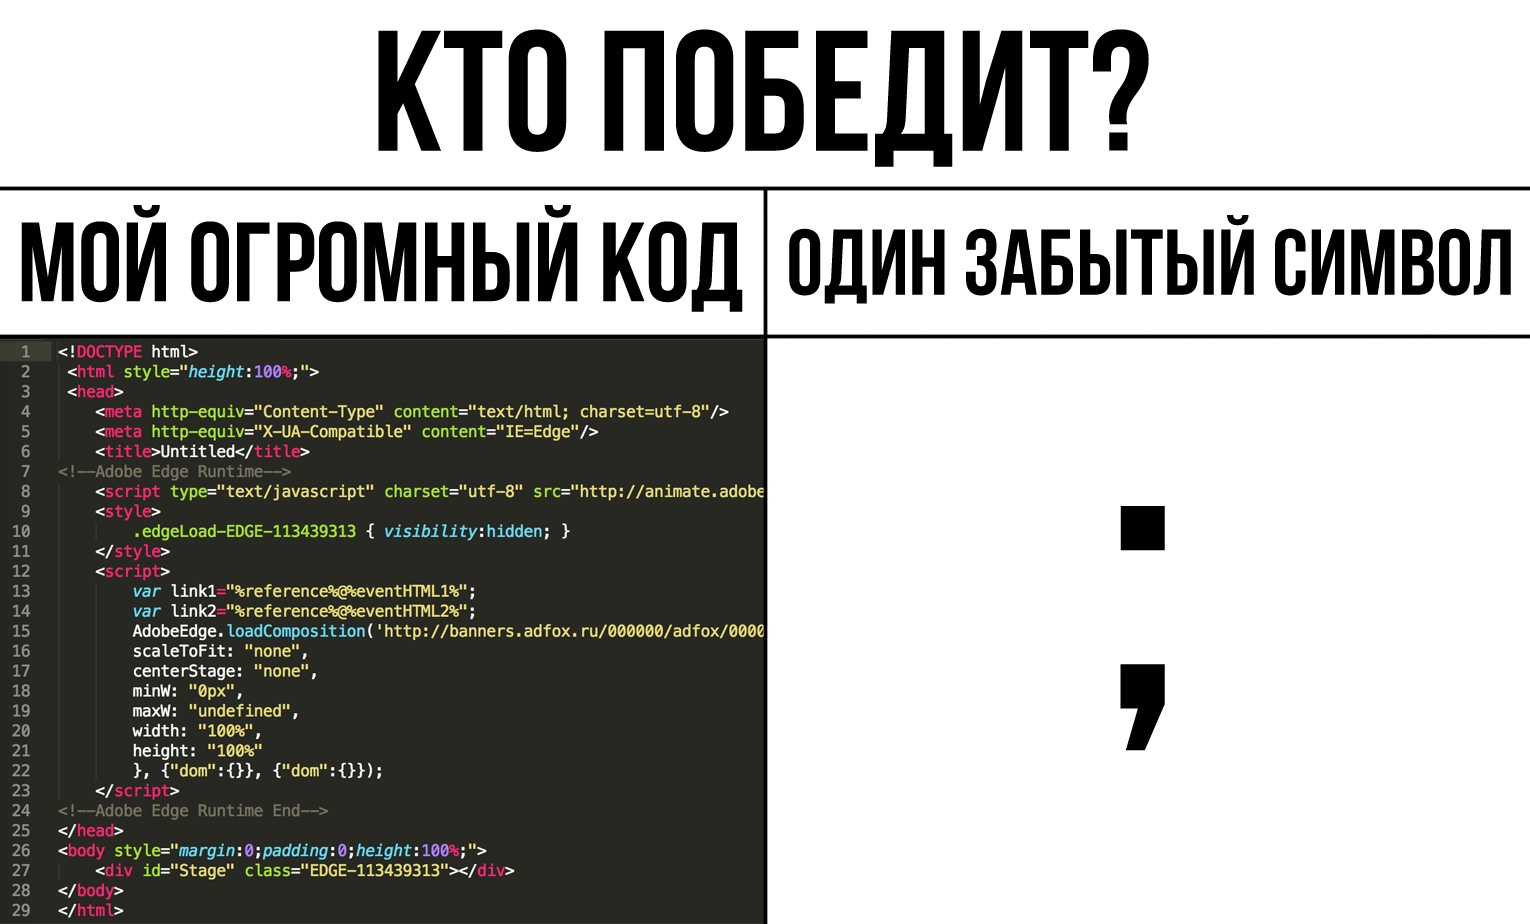 КТО ПОБЕДИТ?
МОЙ ОГРОМНЫЙ КОД
ОДИН ЗАБЫТЫЙ СИМВОЛ
1 <!DOCTYPE html>
2 <html style="height:100%;">
3 <head>
4 <meta http-equiv="Content-Type" content="text/html; charset=utf-8"/>
5 <meta http-equiv="X-UA-Compatible" content="IE=Edge"/>
6 <title>Untitled</title>
7 <!--Adobe Edge Runtime-->
8 <script type="text/javascript" charset="utf-8" src="http://animate.adobe
9 <style>
10 .edgeLoad-EDGE-113439313 { visibility:hidden; }
11 </style>
12 <script>
13 var link1="%reference%@%eventHTML1%";
14 var link2="%reference%@%eventHTML2%";
15 AdobeEdge.loadComposition('http://banners.adfox.ru/000000/adfox/0000
16 scaleToFit: "none",
17 centerStage: "none",
18 minW: "0px",
19 maxW: "undefined",
20 width: "100%",
21 height: "100%"
22 }, {"dom":{}}, {"dom":{}});
23 </script>
24 <!--Adobe Edge Runtime End-->
25 </head>
26 <body style="margin:0;padding:0;height:100%;">
27 <div id="Stage" class="EDGE-113439313"></div>
28 </body>
29 </html>
;